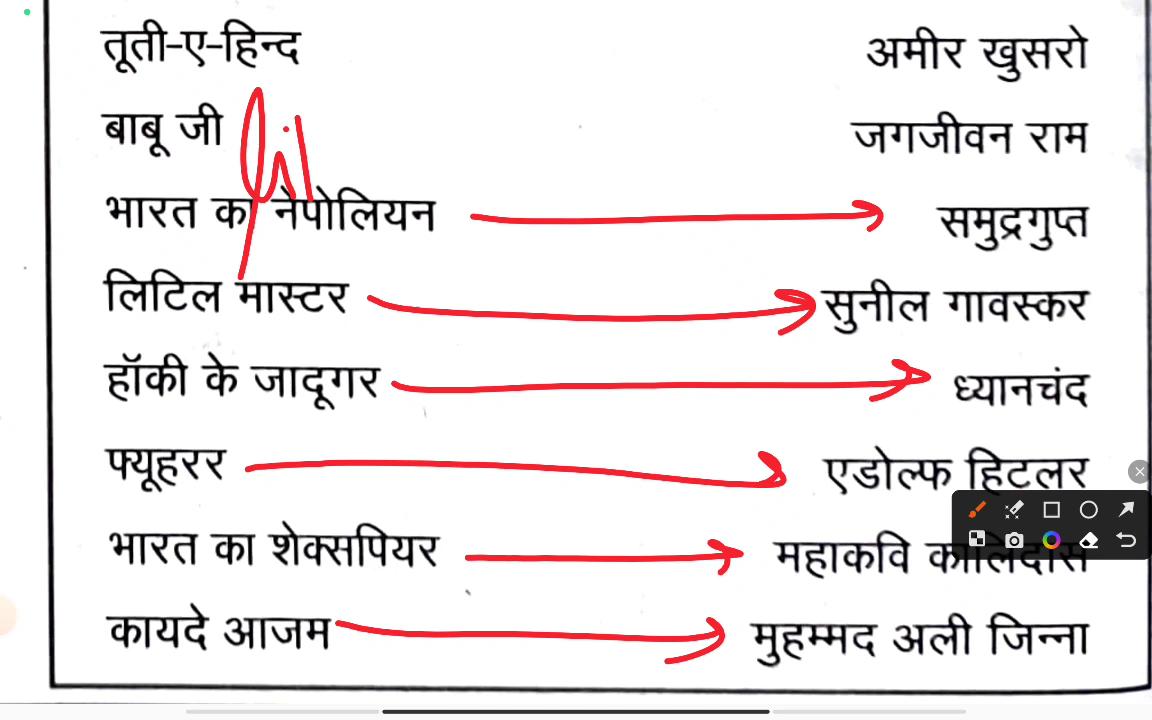 तूती-ए-हिन्द अमीर खुसरो
बाबू जी जगजीवन राम
भारत का नेपोलियन समुद्रगुप्त
लिटिल मास्टर सुनील गावस्कर
हॉकी के जादूगर ध्यानचंद
फ्यूहरर एडोल्फ हिटलर
भारत का शेक्सपियर महाकवि कालिदास
कायदे आजम मुहम्मद अली जिन्ना